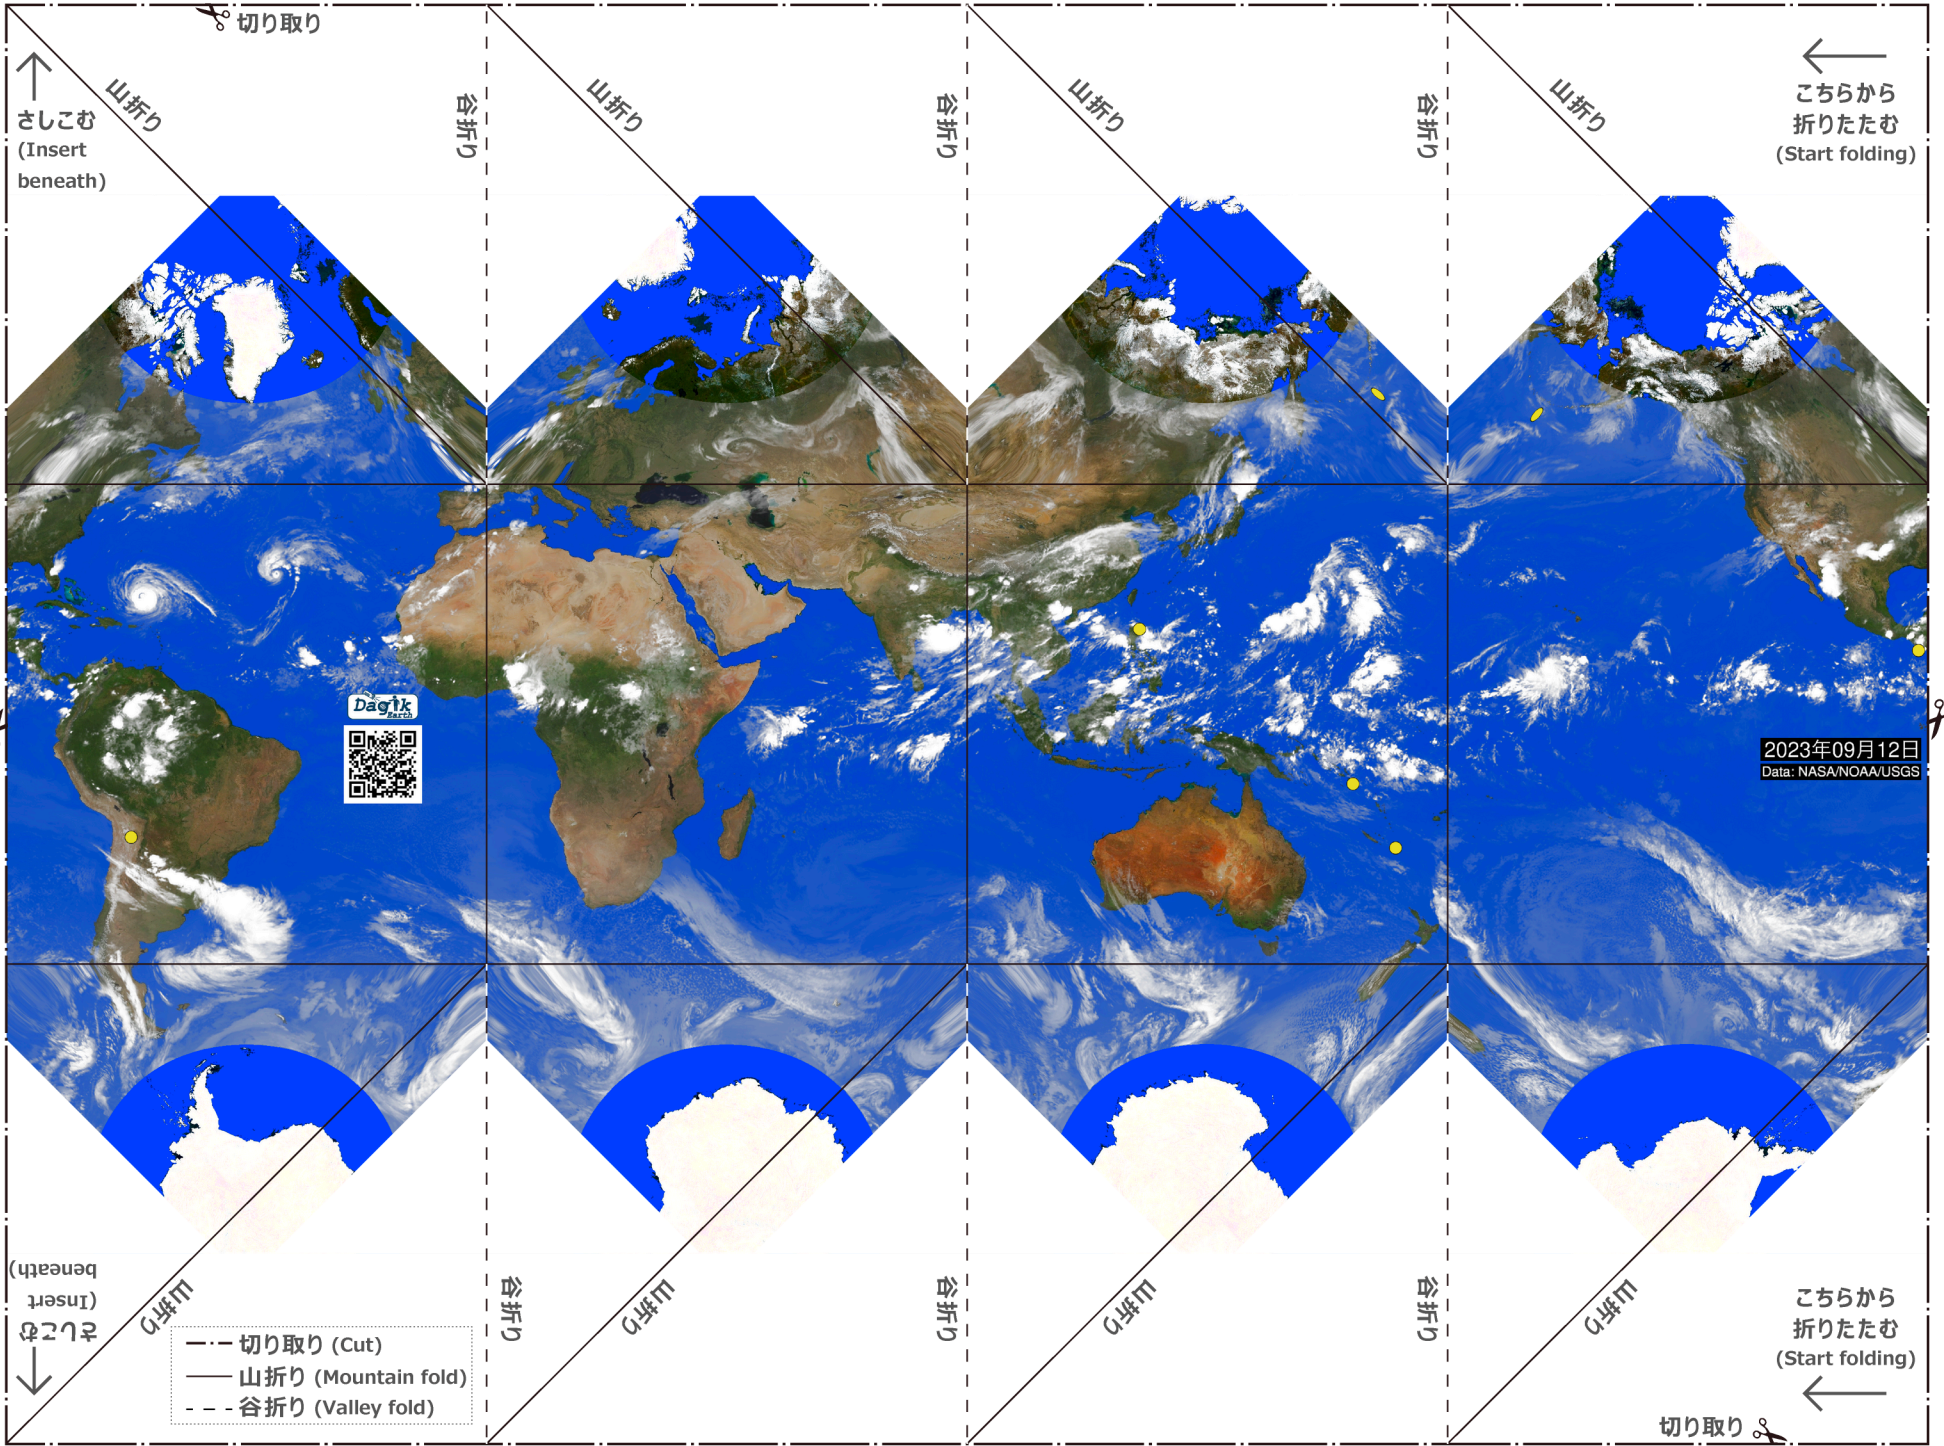 切り取り
山折り
谷折り
山折り
谷折り
山折り
谷折り
山折り
さしこむ
(Insert
beneath)
こちらから
折りたたむ
(Start folding)
Dagik
Earth
2023年09月12日
Data: NASA/NOAA/USGS
さしこむ
(Insert
beneath)
山折り
谷折り
山折り
谷折り
山折り
谷折り
山折り
こちらから
折りたたむ
(Start folding)
切り取り (Cut)
山折り (Mountain fold)
谷折り (Valley fold)
切り取り